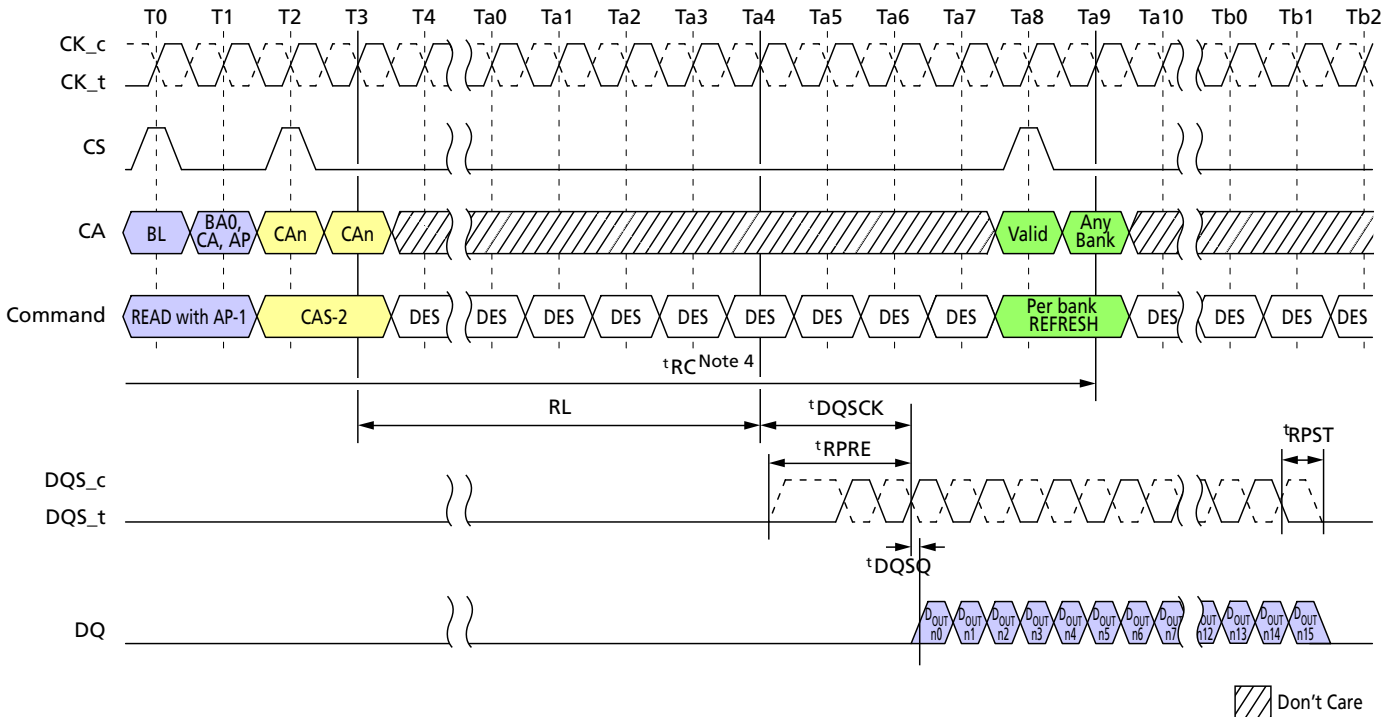 T0 T1 T2 T3 T4 Ta0 Ta1 Ta2 Ta3 Ta4 Ta5 Ta6 Ta7 Ta8 Ta9 Ta10 Tb0 Tb1 Tb2
CK_c
CK_t
CS
CA BL BA0, CA, AP CAn CAn Valid Any Bank
Command READ with AP-1 CAS-2 DES DES DES DES DES DES DES DES DES Per bank REFRESH DES DES DES DES
tRC Note 4
RL tDQSCK
tRPRE tRPST
DQS_c
DQS_t
tDQSQ
DQ DOUT n0 DOUT n1 DOUT n2 DOUT n3 DOUT n4 DOUT n5 DOUT n6 DOUT n7 DOUT n12 DOUT n13 DOUT n14 DOUT n15
Don't Care